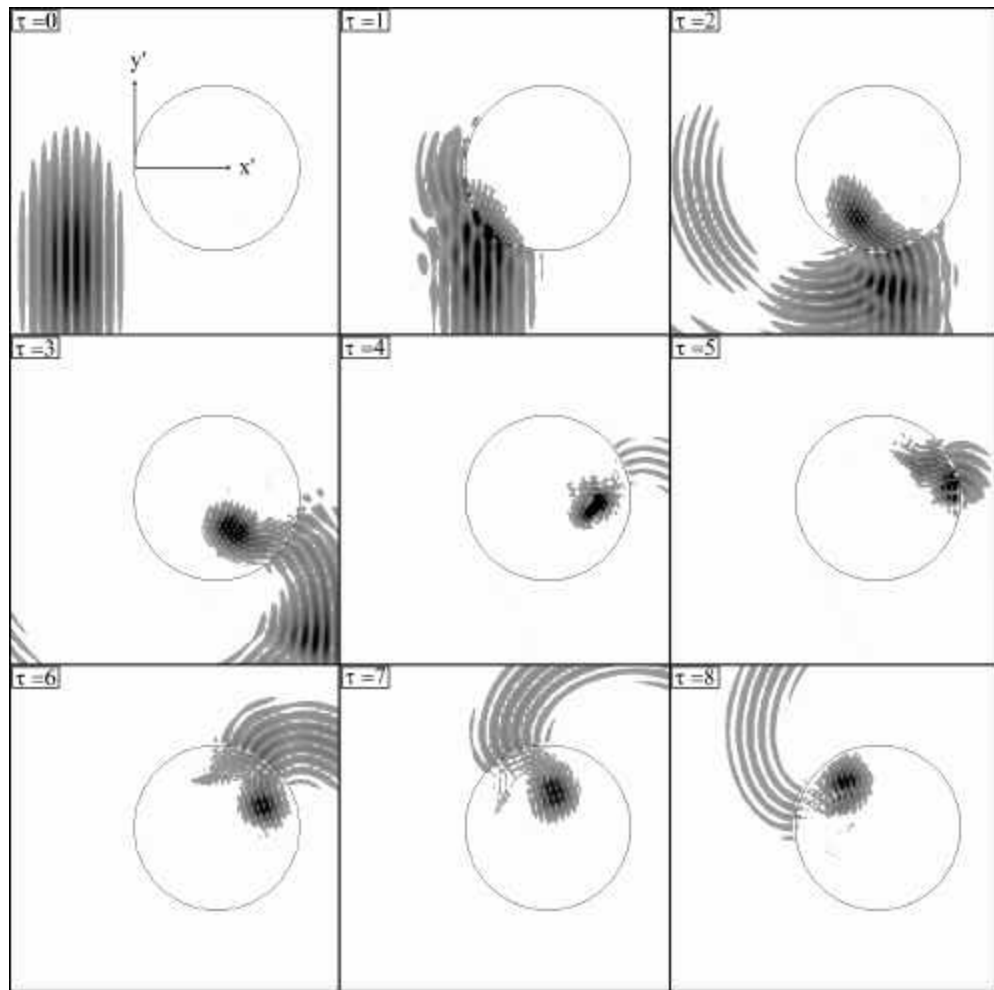 τ =0
y'
x'
τ =1
τ =2
τ =3
τ =4
τ =5
τ =6
τ =7
τ =8